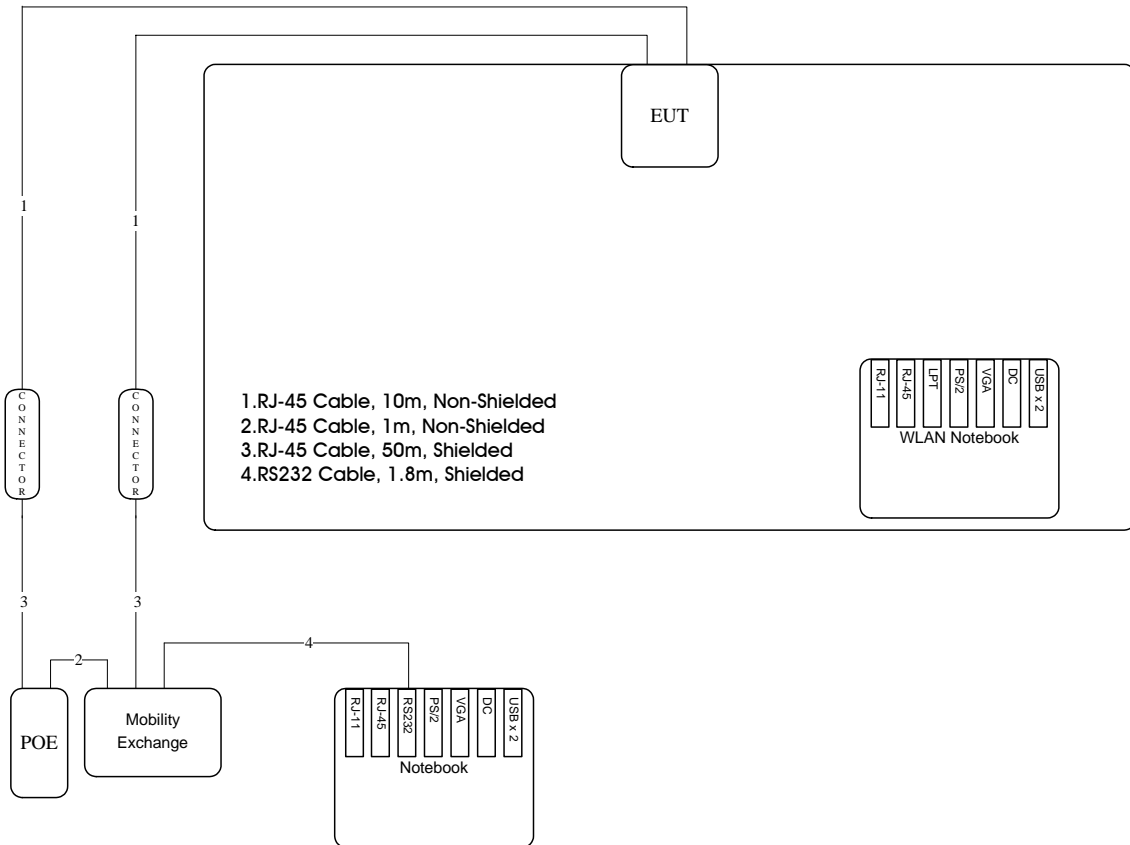 EUT
1
1
CONNECTOR
CONNECTOR
1.RJ-45 Cable, 10m, Non-Shielded
2.RJ-45 Cable, 1m, Non-Shielded
3.RJ-45 Cable, 50m, Shielded
4.RS232 Cable, 1.8m, Shielded
RJ-11
RJ-45
LPT
PS/2
VGA
DC
USB x 2
WLAN Notebook
3
3
4
2
POE
Mobility
Exchange
RJ-11
RJ-45
RS232
PS/2
VGA
DC
USB x 2
Notebook